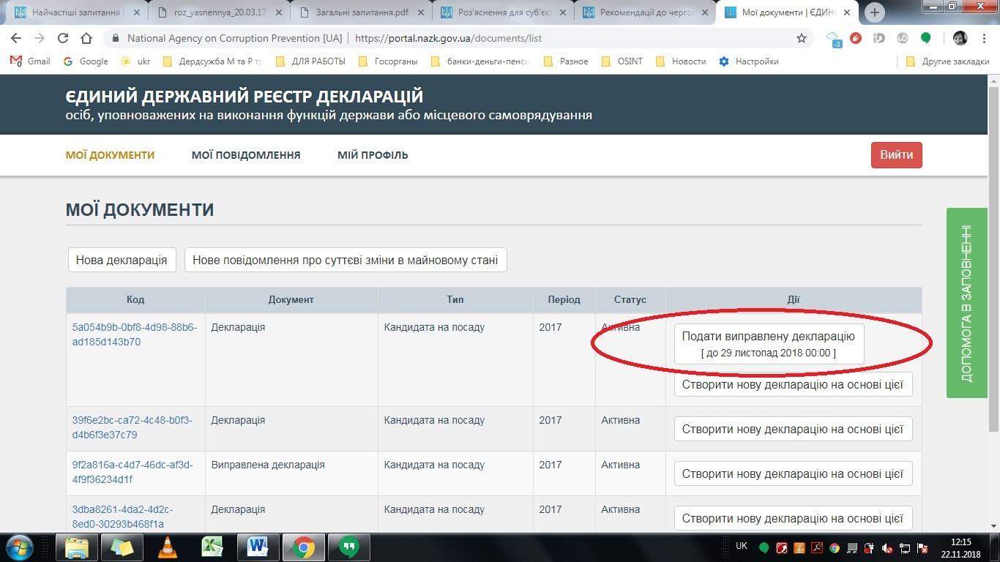 Найчастіші запитання |
roz_yasnennya_20.03.17
Загальні запитання.pdf
Роз'яснення для суб'єкт
Рекомендації до чергов
Мої документи | ЄДИНИ
National Agency on Corruption Prevention [UA]
https://portal.nazk.gov.ua/documents/list
-3
Gmail
Google
ukr
Дердсужба М та Р тр
ДЛЯ РАБОТЫ
Госорганы
банки-деньги-пенси
Разное
OSINT
Новости
Настройки
Другие закладки
ЄДИНИЙ ДЕРЖАВНИЙ РЕЄСТР ДЕКЛАРАЦІЙ
осіб, уповноважених на виконання функцій держави або місцевого самоврядування
МОЇ ДОКУМЕНТИ
МОЇ ПОВІДОМЛЕННЯ
МІЙ ПРОФІЛЬ
Вийти
МОЇ ДОКУМЕНТИ
Нова декларація
Нове повідомлення про суттєві зміни в майновому стані
Код
Документ
Тип
Період
Статус
Дії
5a054b9b-0bf8-4d98-88b6-
ad185d143b70
Декларація
Кандидата на посаду
2017
Активна
Подати виправлену декларацію
[ до 29 листопад 2018 00:00 ]
Створити нову декларацію на основі цієї
39f6e2bc-ca72-4c48-b0f3-
d4b6f3e37c79
Декларація
Кандидата на посаду
2017
Активна
Створити нову декларацію на основі цієї
9f2a816a-c4d7-46dc-af3d-
4f9f36234d1f
Виправлена декларація
Кандидата на посаду
2017
Активна
Створити нову декларацію на основі цієї
3dba8261-4da2-4d2c-
8ed0-30293b468f1a
Декларація
Кандидата на посаду
2017
Активна
Створити нову декларацію на основі цієї
ДОПОМОГА В ЗАПОВНЕННІ
UK
12:15
22.11.2018